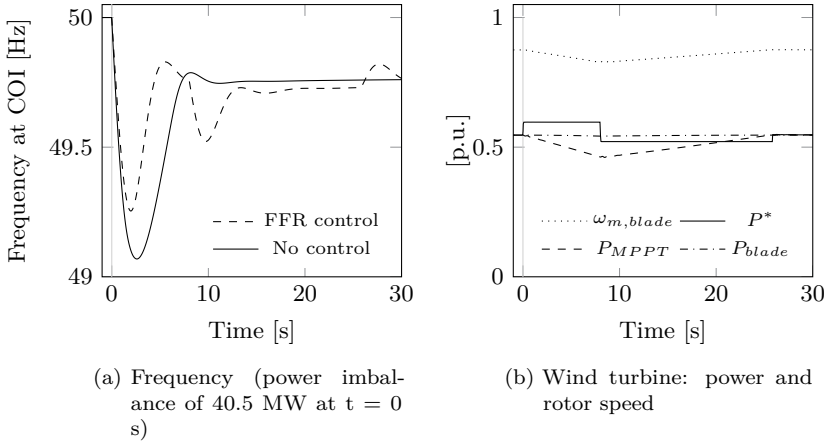 50
49.5
49
Frequency at COI [Hz]
FFR control
No control
0
10
20
30
Time [s]
(a) Frequency (power imbal-
ance of 40.5 MW at t = 0
s)
1
0.5
0
[p.u.]
ω_{m,blade}
P*
P_{MPPT}
P_{blade}
0
10
20
30
Time [s]
(b) Wind turbine: power and
rotor speed